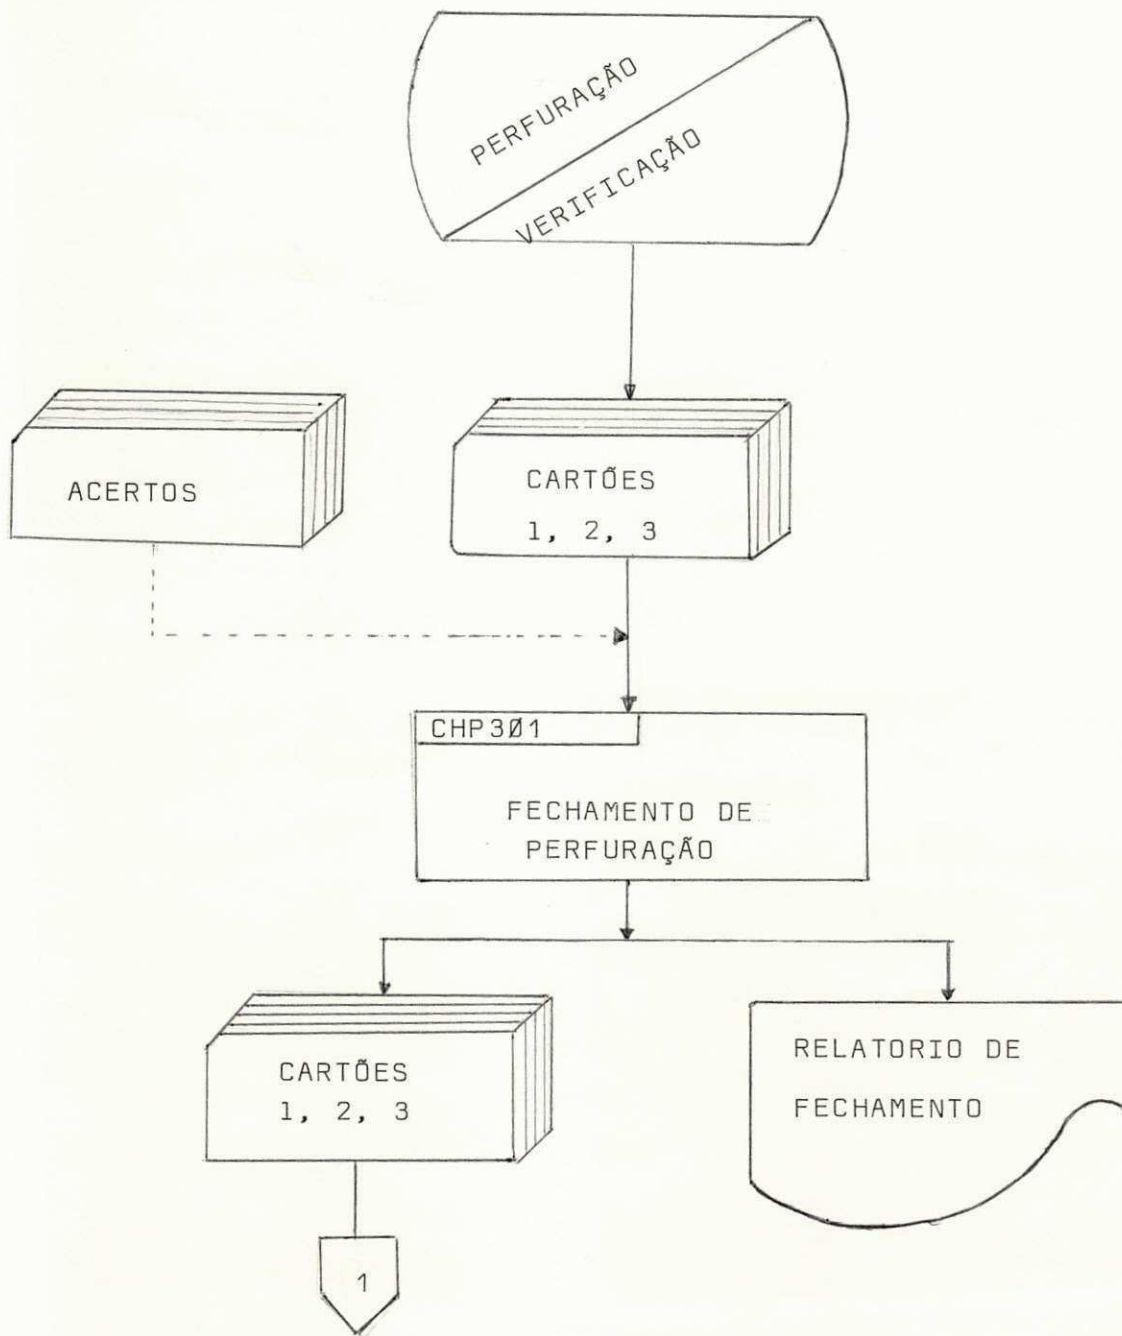 PERFURAÇÃO
VERIFICAÇÃO
ACERTOS
CARTÕES
1, 2, 3
CHP3Ø1
FECHAMENTO DE
PERFURAÇÃO
CARTÕES
1, 2, 3
RELATORIO DE
FECHAMENTO
1